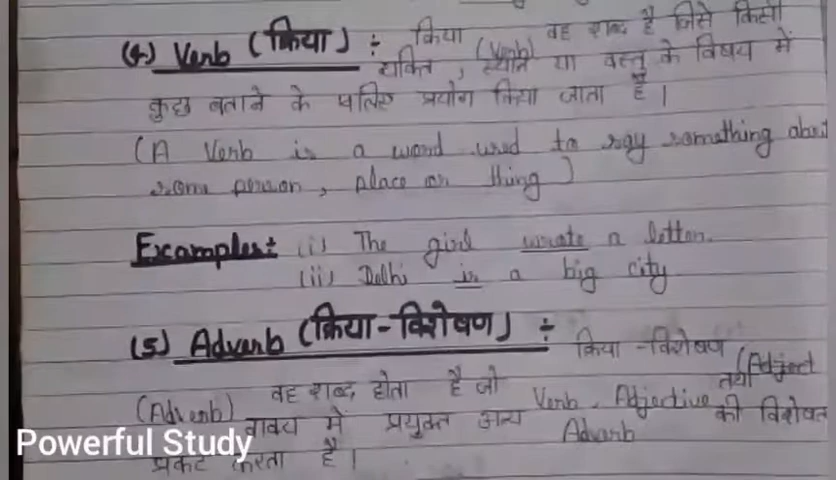 (4) Verb (क्रिया) ÷ क्रिया (Verb) वह शब्द है जिसे किसी
व्यक्ति, स्थान या वस्तु के विषय में
कुछ बताने के लिए प्रयोग किया जाता है।
(A Verb is a word used to say something about
some person, place or thing)
Examples: (i) The girl wrote a letter.
(ii) Delhi is a big city
(5) Adverb (क्रिया-विशेषण) ÷ क्रिया-विशेषण
(Adverb) वह शब्द होता है जो Verb, Adjective तथा (Adject
वाक्य में प्रयुक्त अन्य Adverb की विशेषत
प्रकट करता है।
Powerful Study